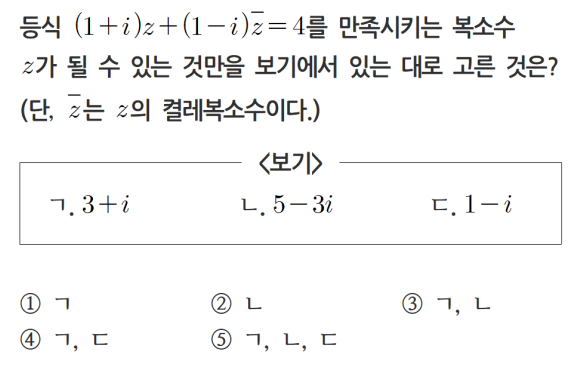 등식 (1+i)z+(1−i)z̅=4를 만족시키는 복소수
z가 될 수 있는 것만을 보기에서 있는 대로 고른 것은?
(단, z̅는 z의 켤레복소수이다.)
<보기>
ㄱ. 3+i ㄴ. 5−3i ㄷ. 1−i
① ㄱ ② ㄴ ③ ㄱ, ㄴ
④ ㄱ, ㄷ ⑤ ㄱ, ㄴ, ㄷ